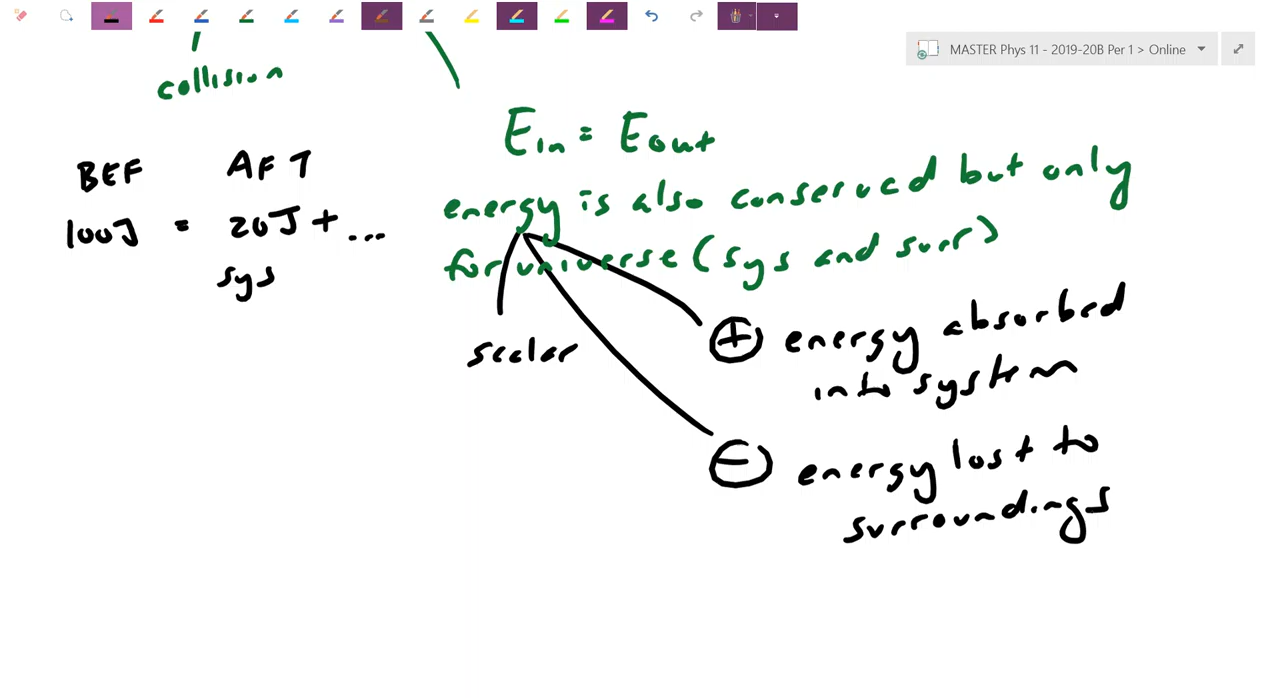 MASTER Phys 11 - 2019-20B Per 1 > Online
collision
Ein = Eout
BEF AFT
100J = 20J + ...
sys
energy is also conserved but only
for universe (sys and surr)
scalar
+ energy absorbed
into system
- energy lost to
surroundings